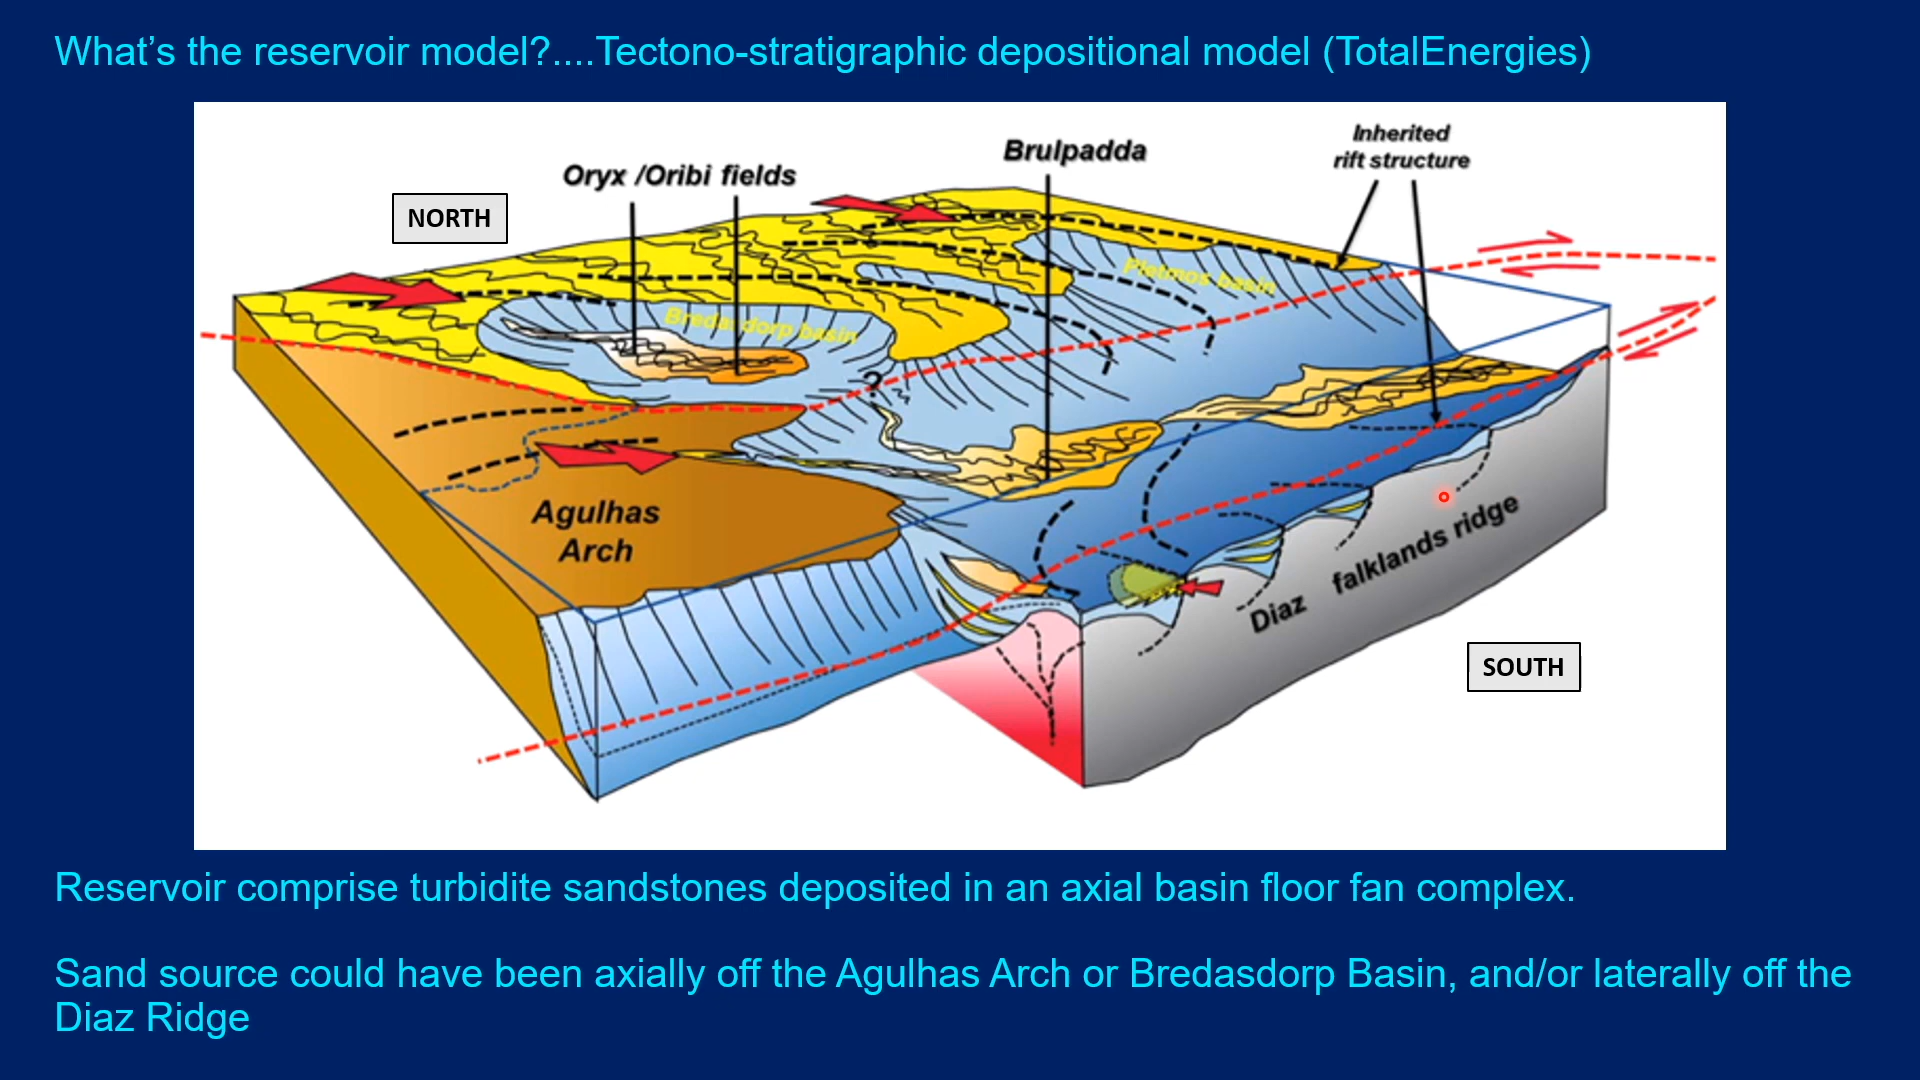 What’s the reservoir model?....Tectono-stratigraphic depositional model (TotalEnergies)
Inherited
rift structure
Brulpadda
Oryx /Oribi fields
NORTH
Pletmos basin
Bredasdorp basin
?
Agulhas
Arch
Diaz falklands ridge
SOUTH
Reservoir comprise turbidite sandstones deposited in an axial basin floor fan complex.
Sand source could have been axially off the Agulhas Arch or Bredasdorp Basin, and/or laterally off the
Diaz Ridge